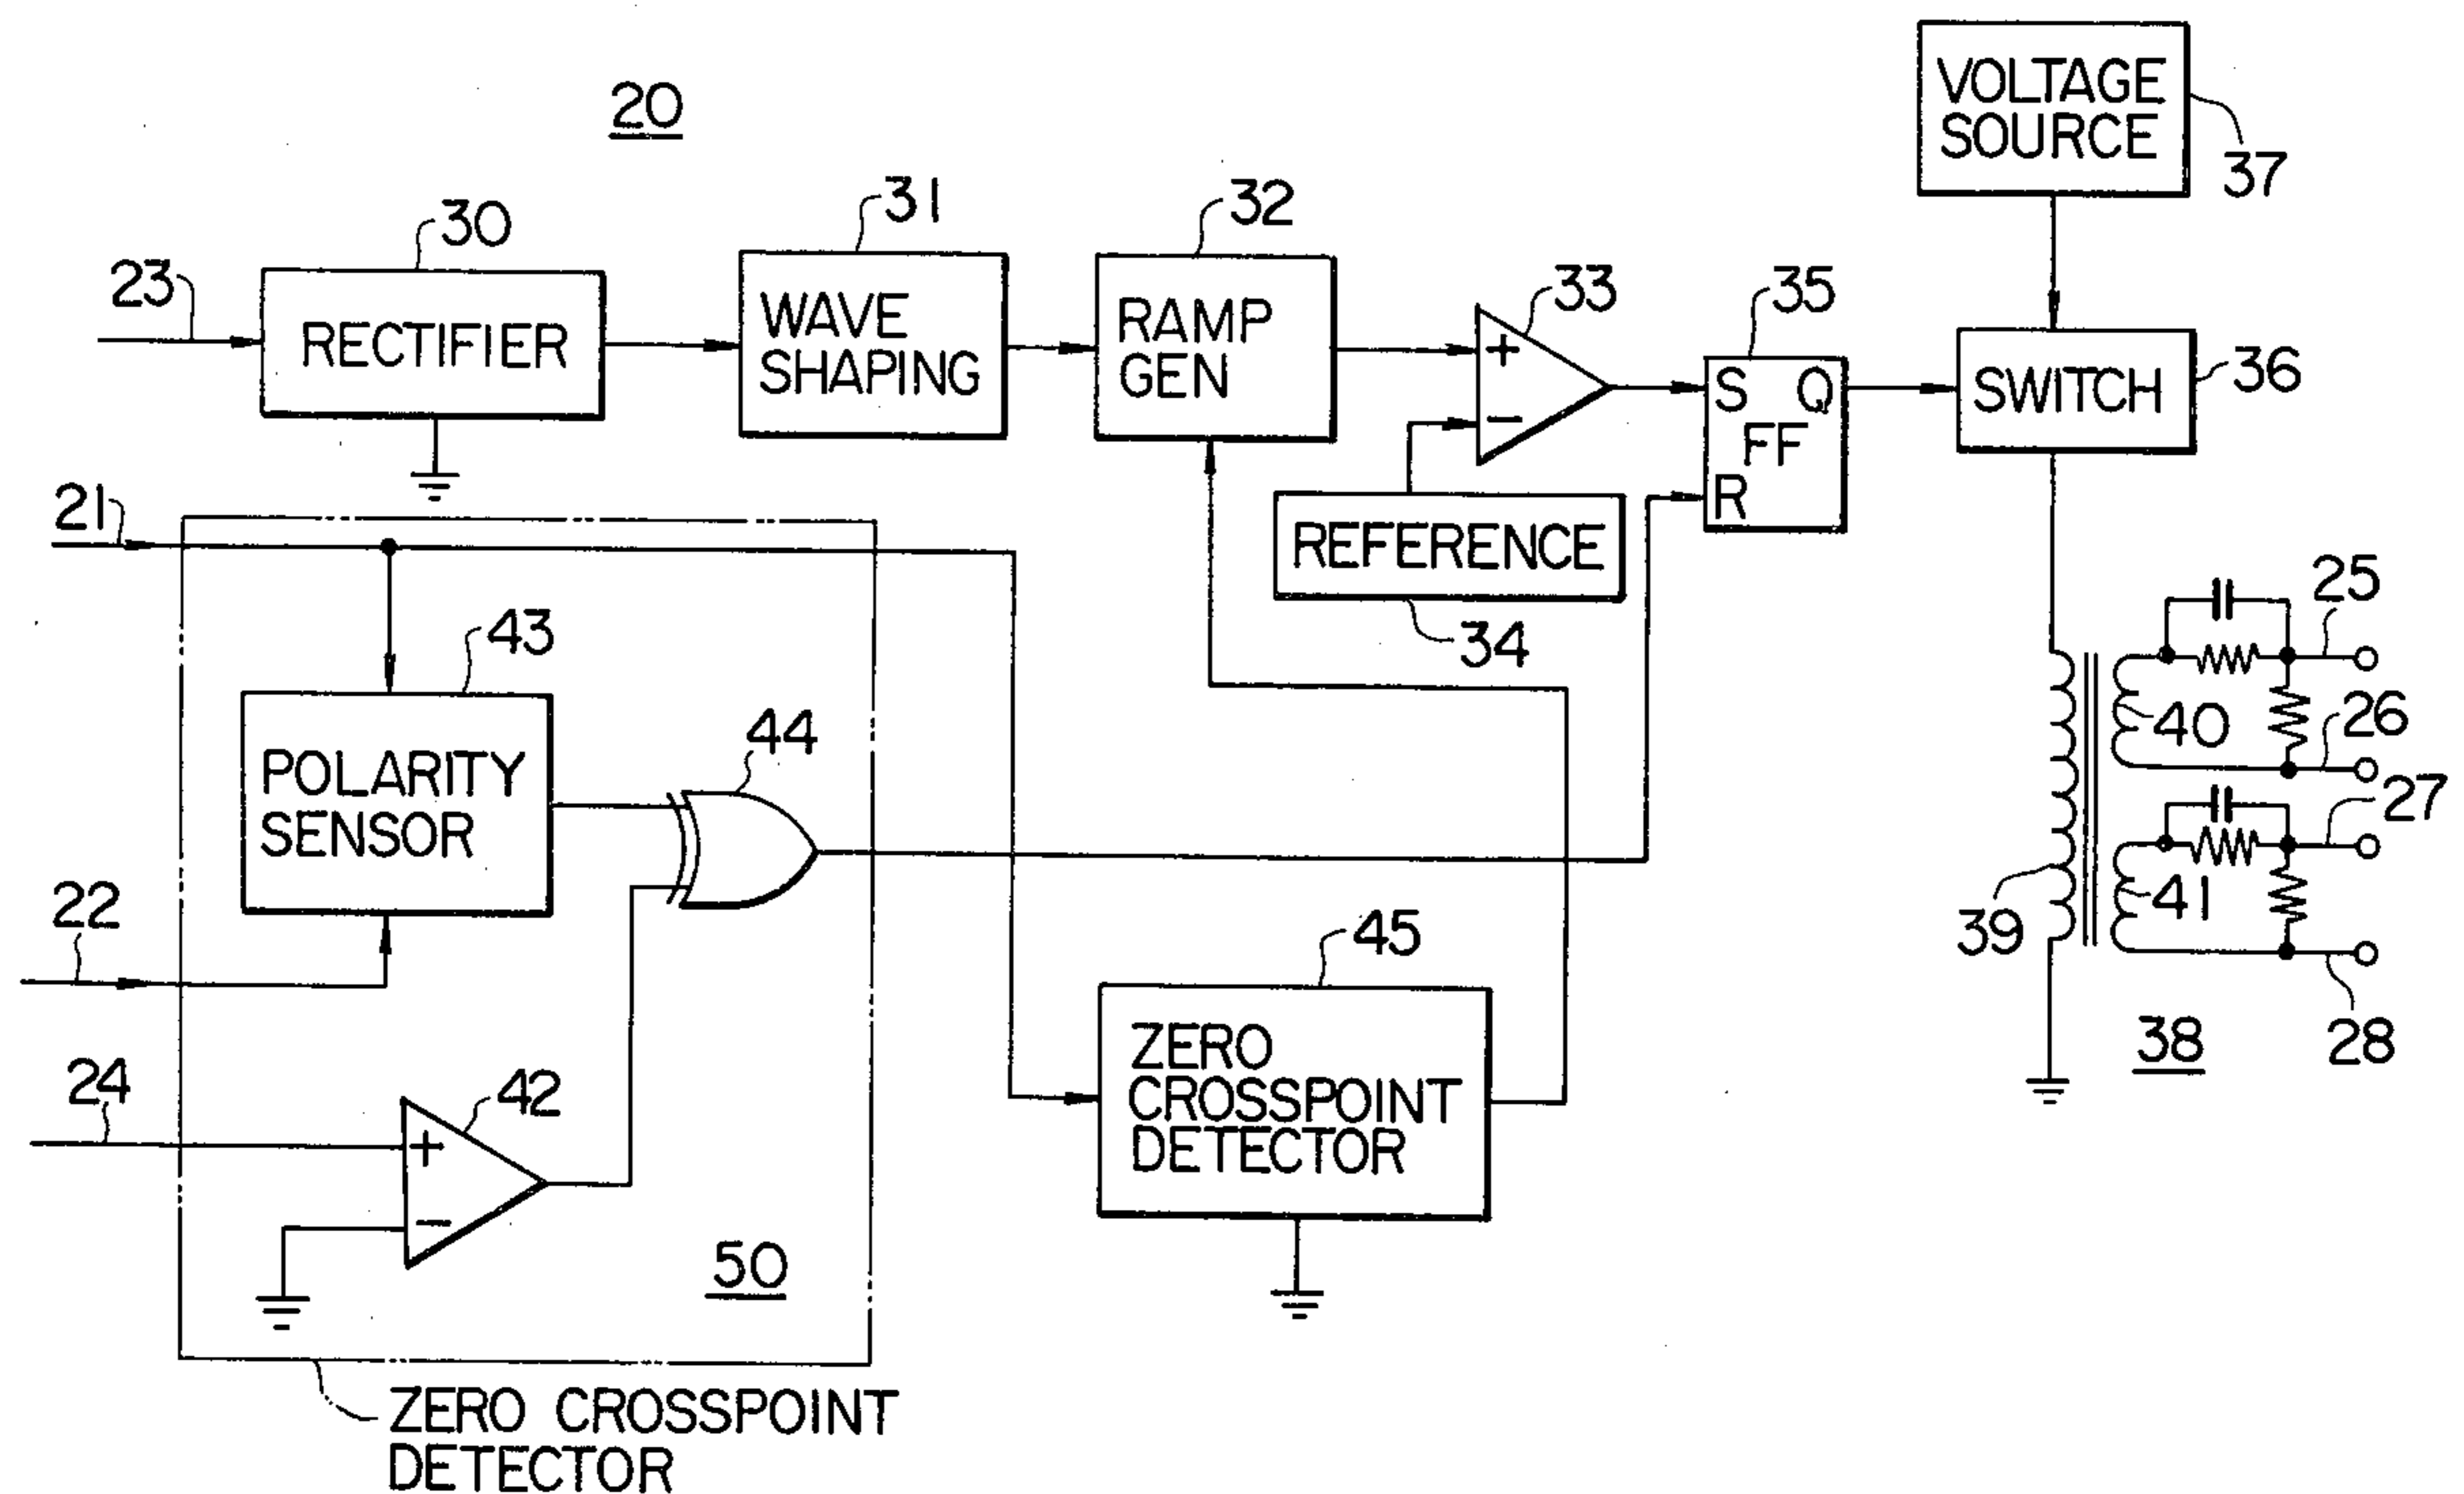 20
VOLTAGE
SOURCE
37
23
30
RECTIFIER
31
WAVE
SHAPING
32
RAMP
GEN
33
+
−
35
S Q
FF
R
SWITCH
36
REFERENCE
34
21
43
POLARITY
SENSOR
44
22
24
42
+
−
50
ZERO CROSSPOINT
DETECTOR
45
ZERO
CROSSPOINT
DETECTOR
25
26
40
27
41
39
28
38